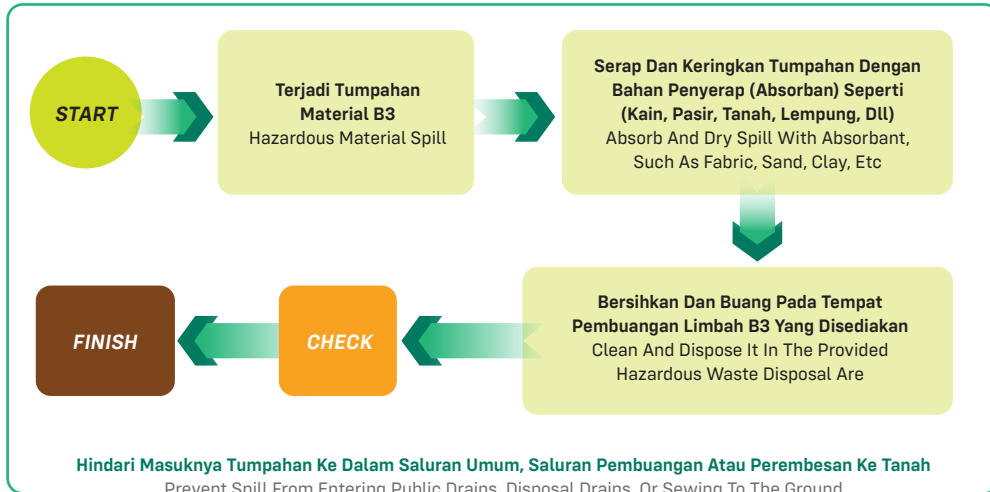 START
Terjadi Tumpahan
Material B3
Hazardous Material Spill
Serap Dan Keringkan Tumpahan Dengan
Bahan Penyerap (Absorban) Seperti
(Kain, Pasir, Tanah, Lempung, Dll)
Absorb And Dry Spill With Absorbant,
Such As Fabric, Sand, Clay, Etc
Bersihkan Dan Buang Pada Tempat
Pembuangan Limbah B3 Yang Disediakan
Clean And Dispose It In The Provided
Hazardous Waste Disposal Are
CHECK
FINISH
Hindari Masuknya Tumpahan Ke Dalam Saluran Umum, Saluran Pembuangan Atau Perembesan Ke Tanah
Prevent Spill From Entering Public Drains, Disposal Drains, Or Sewing To The Ground